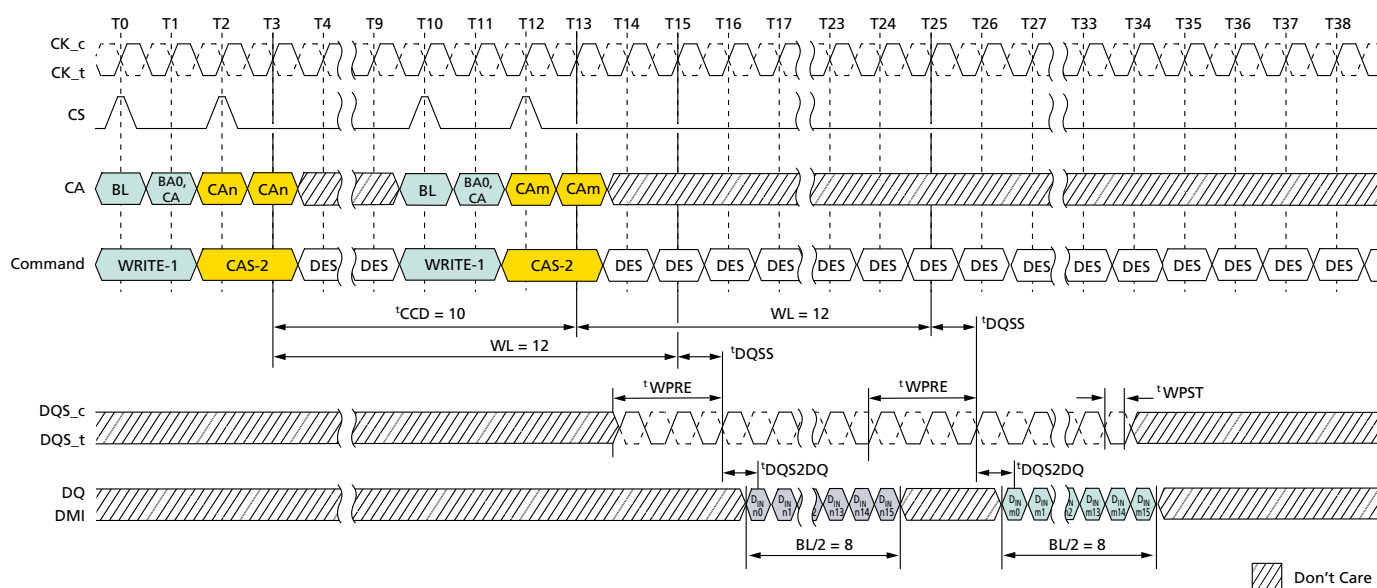 T0 T1 T2 T3 T4 T9 T10 T11 T12 T13 T14 T15 T16 T17 T23 T24 T25 T26 T27 T33 T34 T35 T36 T37 T38
CK_c
CK_t
CS
CA BL BA0, CA CAn CAn BL BA0, CA CAm CAm
Command WRITE-1 CAS-2 DES DES WRITE-1 CAS-2 DES DES DES DES DES DES DES DES DES DES DES DES DES DES DES
tCCD = 10 WL = 12 tDQSS
WL = 12 tDQSS
tWPRE tWPRE tWPST
DQS_c
DQS_t
tDQS2DQ tDQS2DQ
DQ
DMI
DIN n0 DIN n1 DIN n13 DIN n14 DIN n15 DIN m0 DIN m1 DIN m13 DIN m14 DIN m15
BL/2 = 8 BL/2 = 8
Don't Care